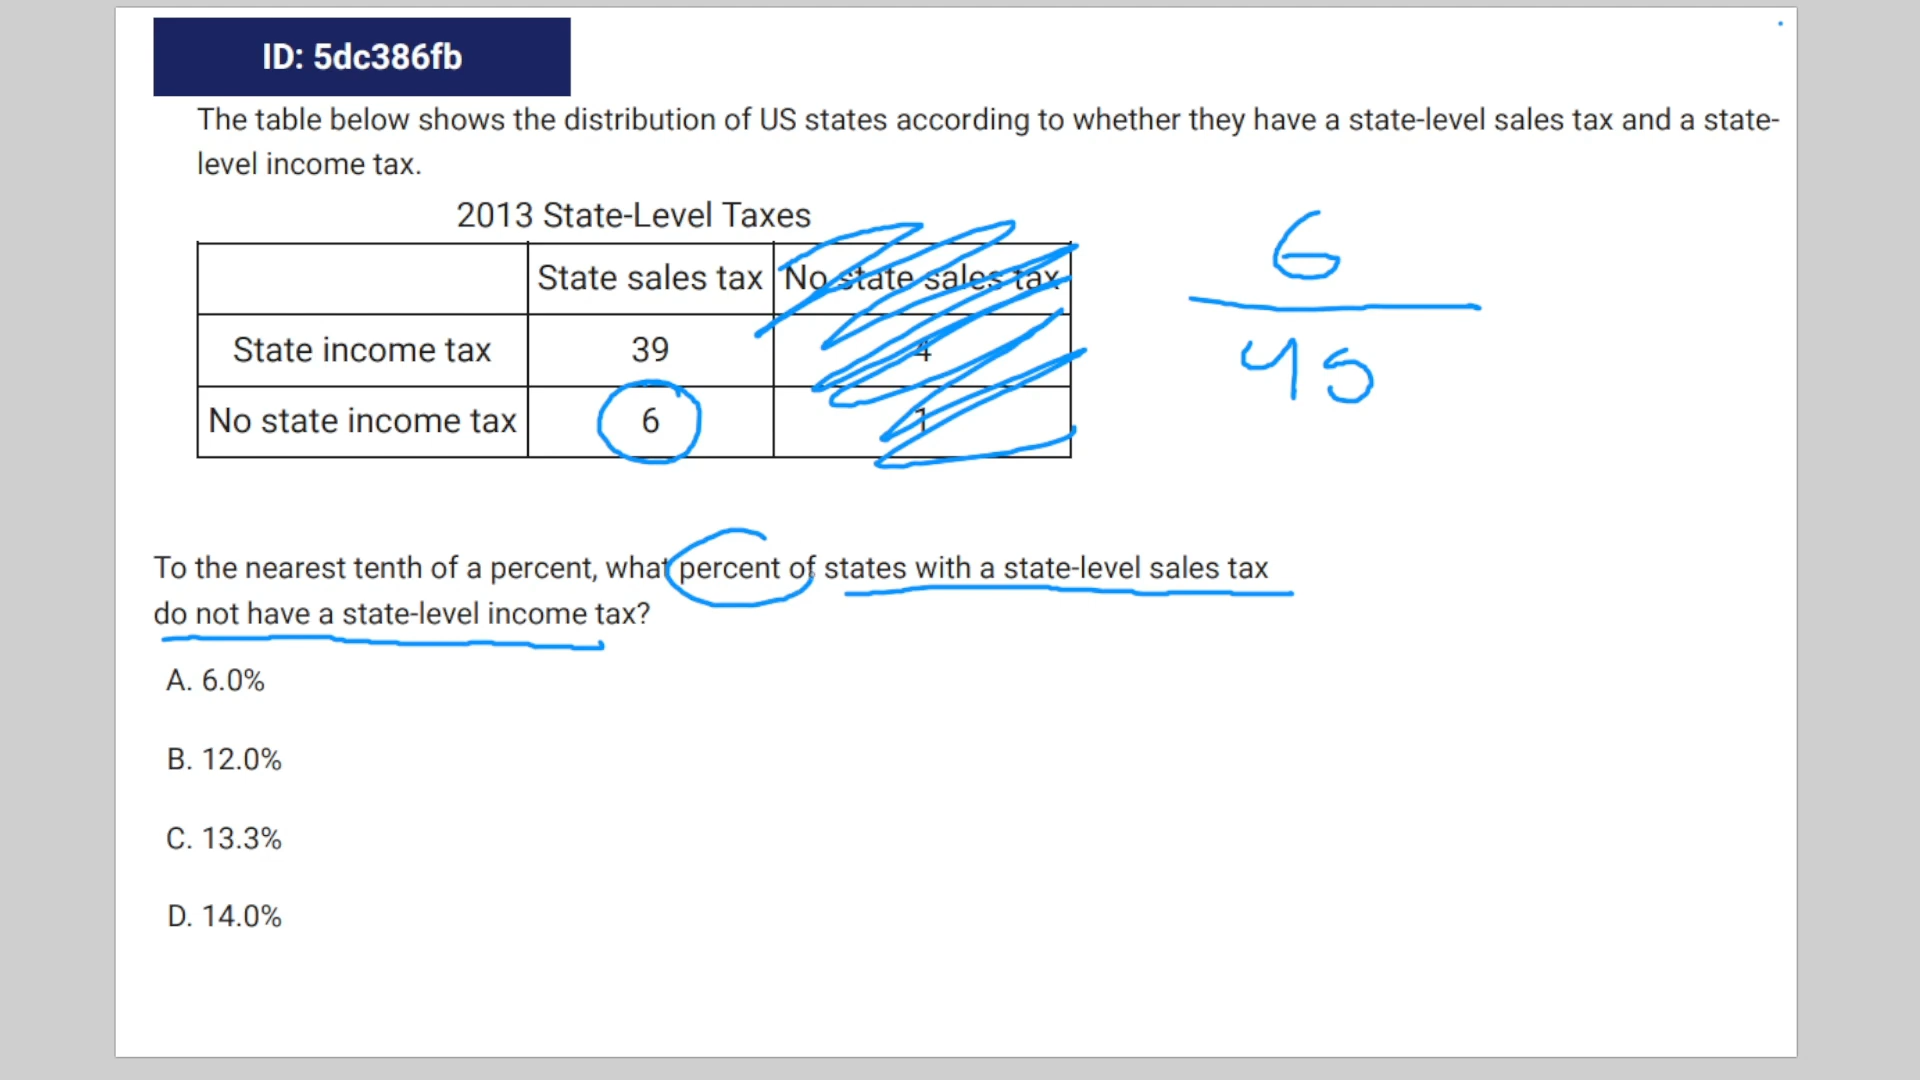 ID: 5dc386fb
The table below shows the distribution of US states according to whether they have a state-level sales tax and a state-
level income tax.
2013 State-Level Taxes
State sales tax No state sales tax
State income tax 39 4
No state income tax 6 1
6
45
To the nearest tenth of a percent, what percent of states with a state-level sales tax
do not have a state-level income tax?
A. 6.0%
B. 12.0%
C. 13.3%
D. 14.0%